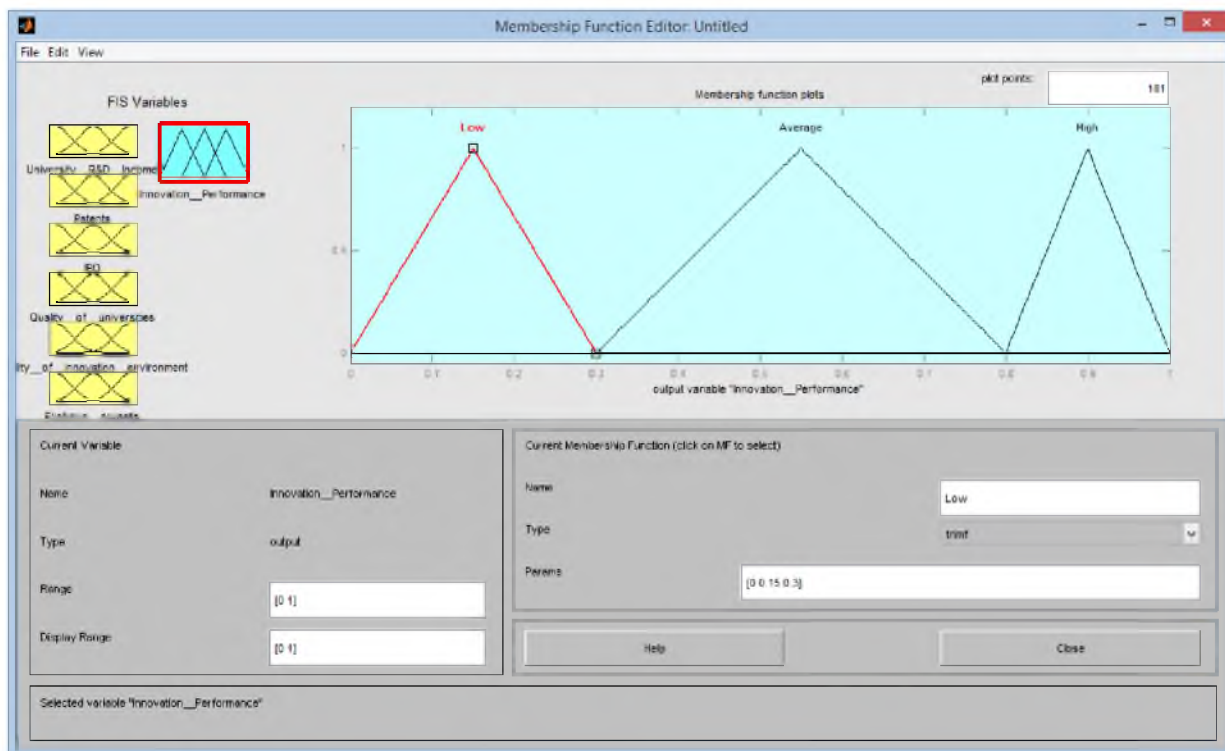 Membership Function Editor: Untitled
File Edit View
FIS Variables
plot points:
181
Membership function plots
University__R&D__Income
Innovation__Performance
Patents
IPO
Quality__of__universities
lity__of__innovation__environment
Low
Average
High
1
0.5
0
0 0.1 0.2 0.3 0.4 0.5 0.6 0.7 0.8 0.9 1
output variable "Innovation__Performance"
Current Variable
Name
Innovation__Performance
Type
output
Range
[0 1]
Display Range
[0 1]
Current Membership Function (click on MF to select)
Name
Low
Type
trimf
Params
[0 0.15 0.3]
Help
Close
Selected variable "Innovation__Performance"